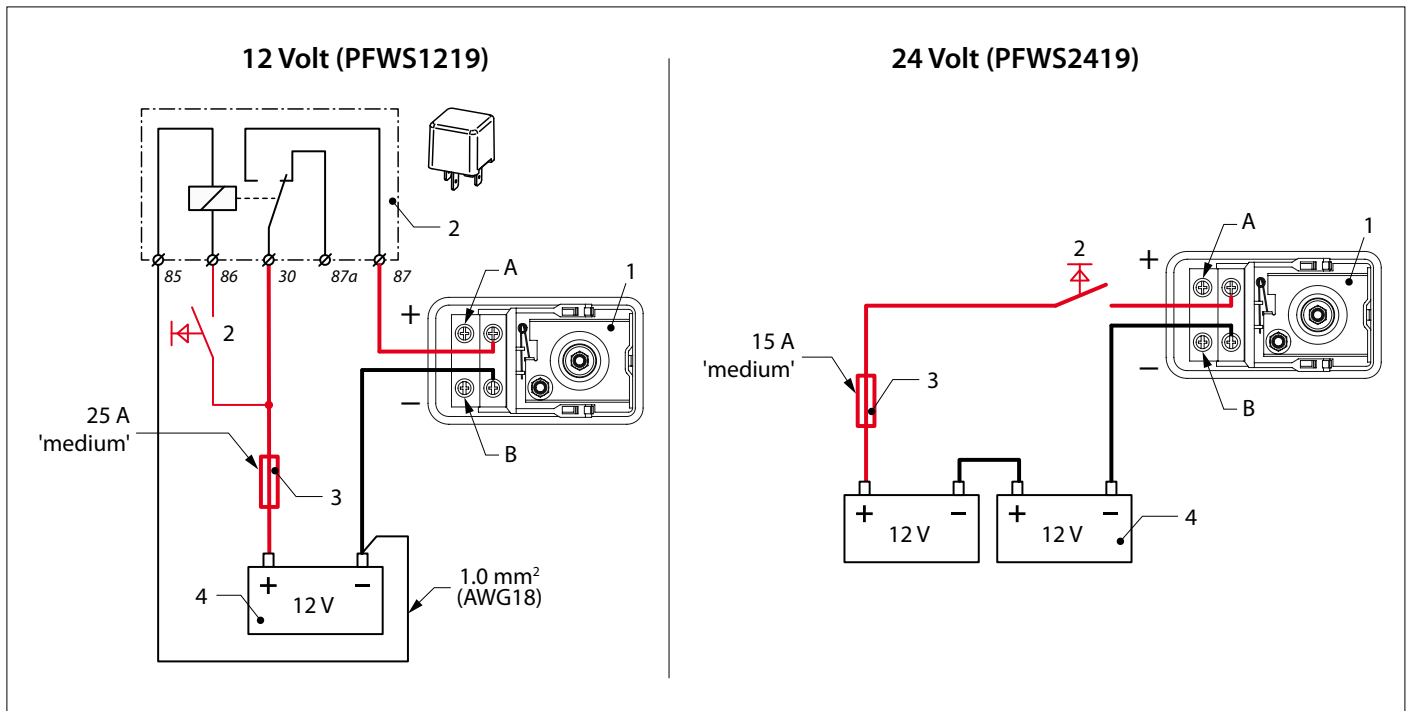 12 Volt (PFWS1219)
2
85
86
30
87a
87
2
A
1
+
−
B
25 A
'medium'
3
+
−
12 V
4
1.0 mm²
(AWG18)
24 Volt (PFWS2419)
A
1
2
+
−
B
15 A
'medium'
3
+
−
12 V
+
−
12 V
4